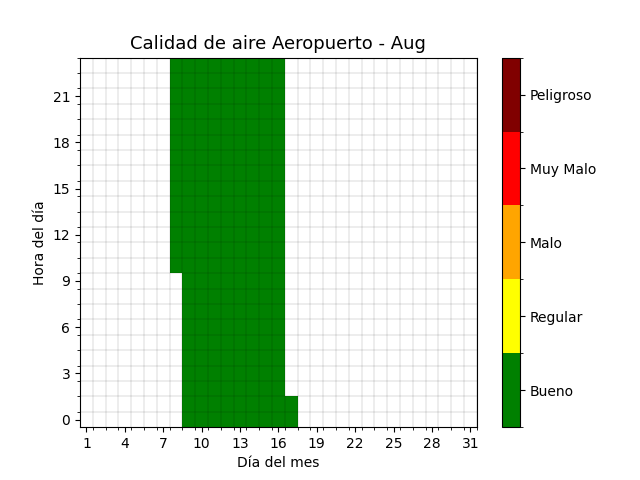 Calidad de aire Aeropuerto - Aug
Hora del día
21
18
15
12
9
6
3
0
1 4 7 10 13 16 19 22 25 28 31
Día del mes
Peligroso
Muy Malo
Malo
Regular
Bueno